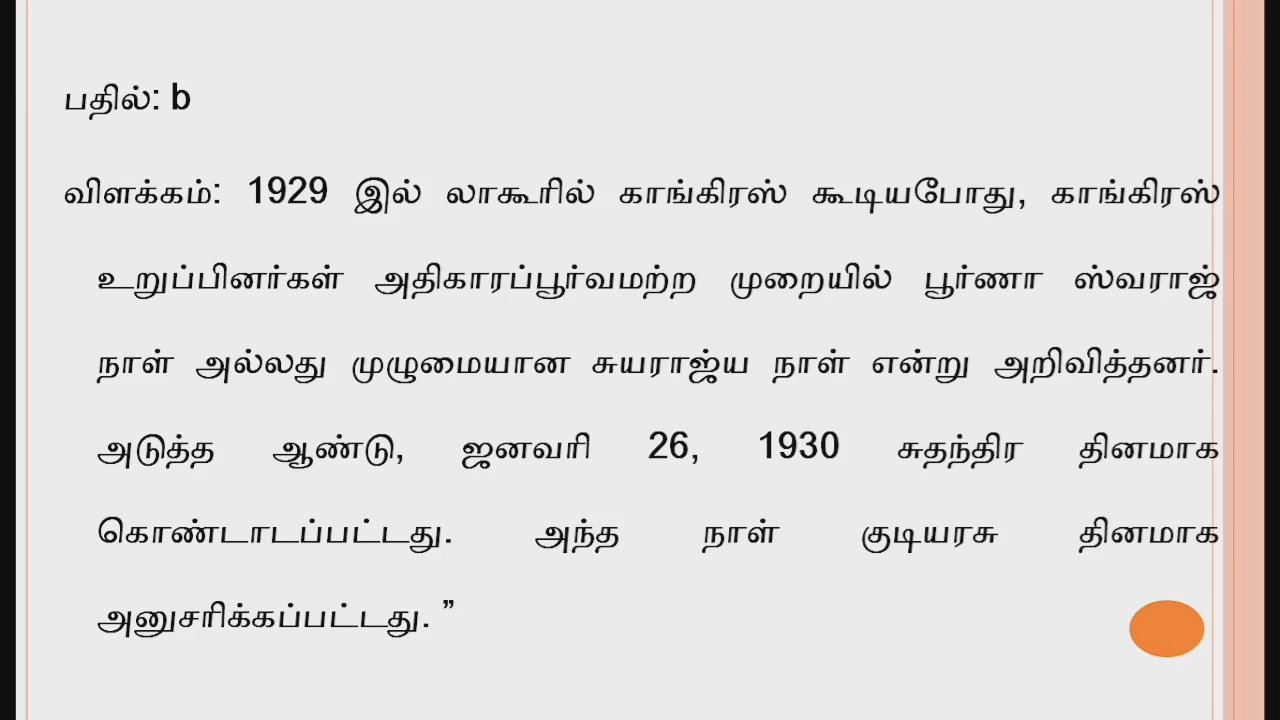 பதில்: b
விளக்கம்: 1929 இல் லாகூரில் காங்கிரஸ் கூடியபோது, காங்கிரஸ்
உறுப்பினர்கள் அதிகாரப்பூர்வமற்ற முறையில் பூர்ணா ஸ்வராஜ்
நாள் அல்லது முழுமையான சுயராஜ்ய நாள் என்று அறிவித்தனர்.
அடுத்த ஆண்டு, ஜனவரி 26, 1930 சுதந்திர தினமாக
கொண்டாடப்பட்டது. அந்த நாள் குடியரசு தினமாக
அனுசரிக்கப்பட்டது. ”